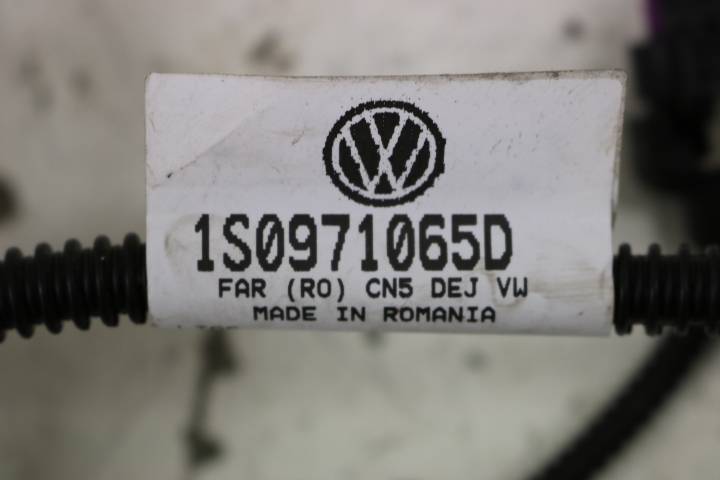 1S0971065D
FAR (RO) CN5 DEJ VW
MADE IN ROMANIA